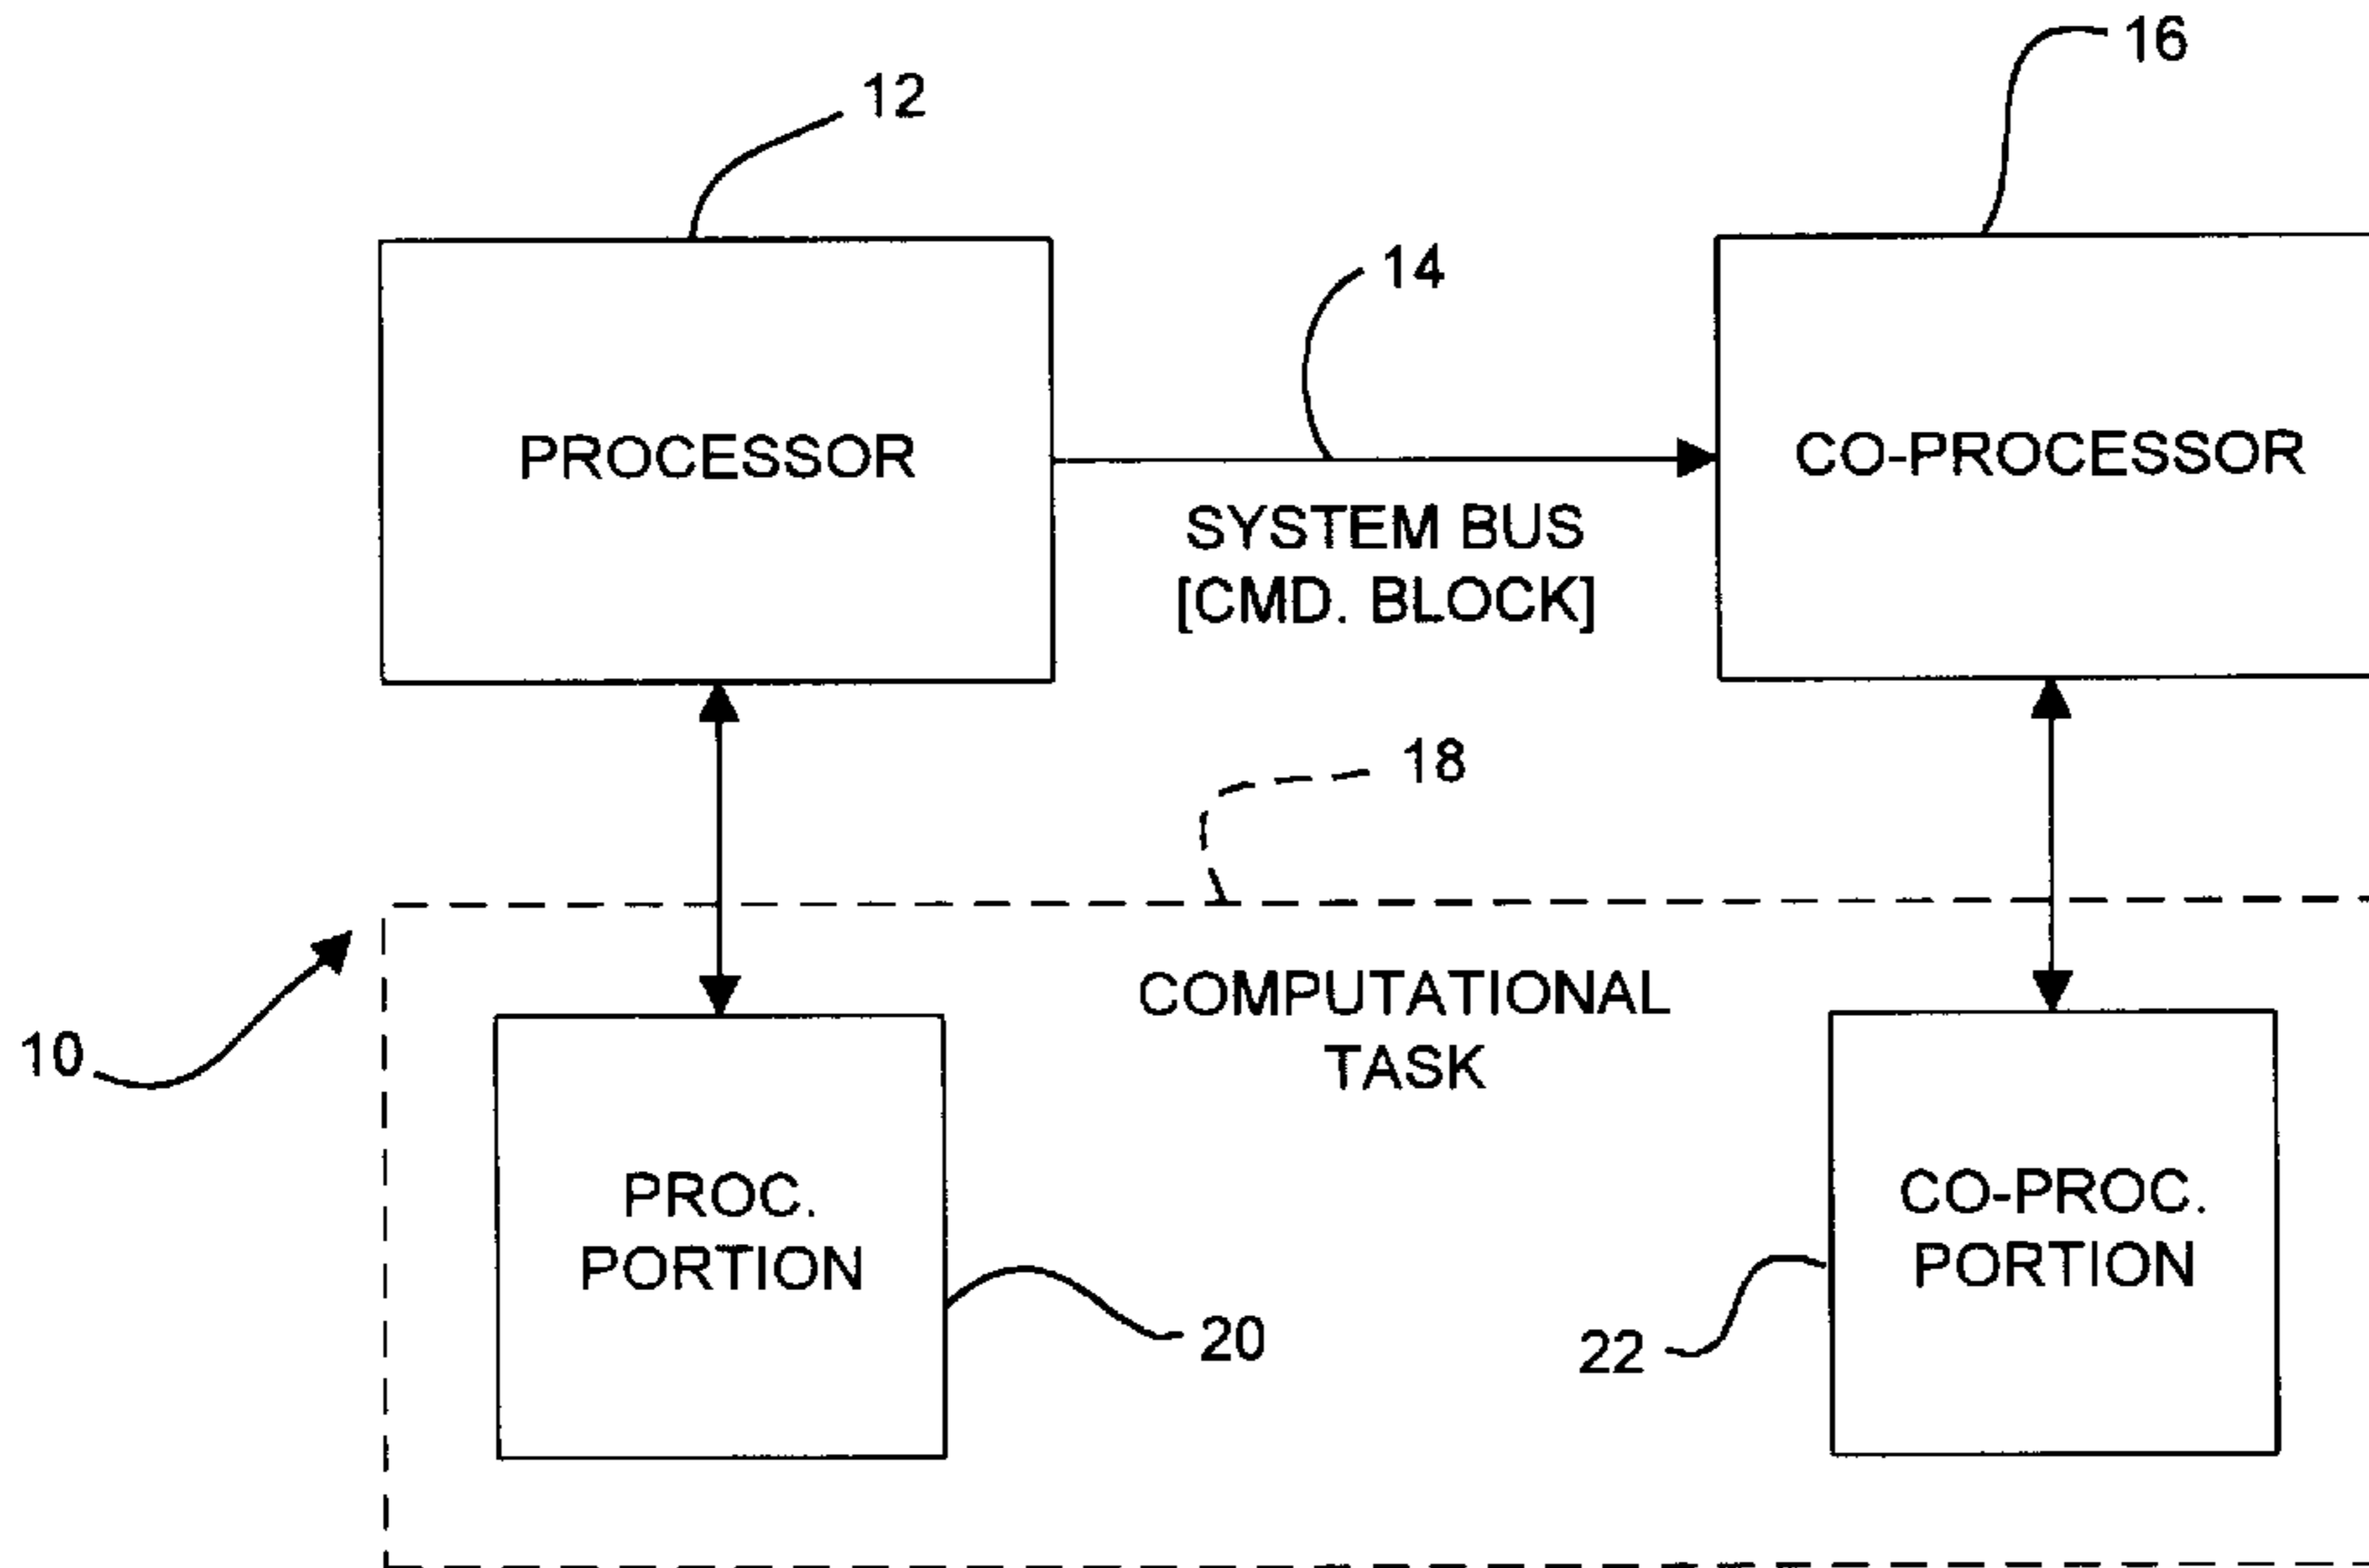 16
12
14
PROCESSOR
CO-PROCESSOR
SYSTEM BUS
[CMD. BLOCK]
18
COMPUTATIONAL
TASK
10
PROC.
PORTION
CO-PROC.
PORTION
20
22